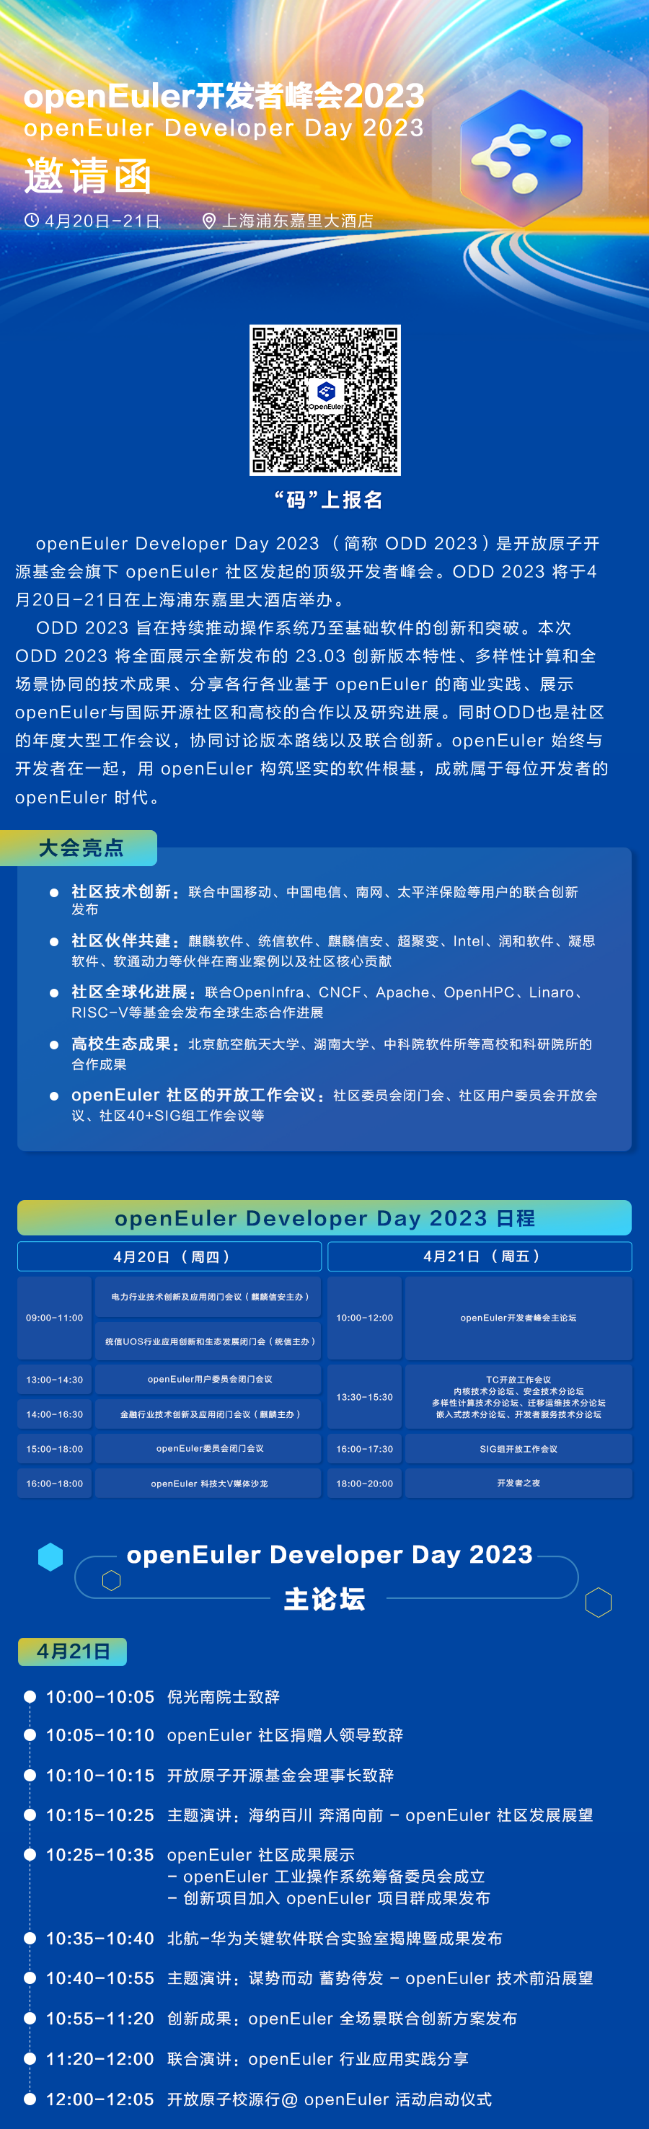 openEuler开发者峰会2023
openEuler Developer Day 2023
邀请函
4月20日-21日
上海浦东嘉里大酒店
OpenEuler
“码”上报名
openEuler Developer Day 2023 （简称 ODD 2023）是开放原子开
源基金会旗下 openEuler 社区发起的顶级开发者峰会。ODD 2023 将于4
月20日-21日在上海浦东嘉里大酒店举办。
ODD 2023 旨在持续推动操作系统乃至基础软件的创新和突破。本次
ODD 2023 将全面展示全新发布的 23.03 创新版本特性、多样性计算和全
场景协同的技术成果、分享各行各业基于 openEuler 的商业实践、展示
openEuler与国际开源社区和高校的合作以及研究进展。同时ODD也是社区
的年度大型工作会议，协同讨论版本路线以及联合创新。openEuler 始终与
开发者在一起，用 openEuler 构筑坚实的软件根基，成就属于每位开发者的
openEuler 时代。
大会亮点
社区技术创新：联合中国移动、中国电信、南网、太平洋保险等用户的联合创新
发布
社区伙伴共建：麒麟软件、统信软件、麒麟信安、超聚变、Intel、润和软件、凝思
软件、软通动力等伙伴在商业案例以及社区核心贡献
社区全球化进展：联合OpenInfra、CNCF、Apache、OpenHPC、Linaro、
RISC-V等基金会发布全球生态合作进展
高校生态成果：北京航空航天大学、湖南大学、中科院软件所等高校和科研院所的
合作成果
openEuler 社区的开放工作会议：社区委员会闭门会、社区用户委员会开放会
议、社区40+SIG组工作会议等
openEuler Developer Day 2023 日程
4月20日 （周四）
09:00-11:00
电力行业技术创新及应用闭门会议（麒麟信安主办）
统信UOS行业应用创新和生态发展闭门会（统信主办）
13:00-14:30
openEuler用户委员会闭门会议
14:00-16:30
金融行业技术创新及应用闭门会议（麒麟主办）
15:00-18:00
openEuler委员会闭门会议
16:00-18:00
openEuler 科技大V媒体沙龙
4月21日 （周五）
10:00-12:00
openEuler开发者峰会主论坛
13:30-15:30
TC开放工作会议
内核技术分论坛、安全技术分论坛
多样性计算技术分论坛、迁移运维技术分论坛
嵌入式技术分论坛、开发者服务技术分论坛
16:00-17:30
SIG组开放工作会议
18:00-20:00
开发者之夜
openEuler Developer Day 2023
主论坛
4月21日
10:00-10:05 倪光南院士致辞
10:05-10:10 openEuler 社区捐赠人领导致辞
10:10-10:15 开放原子开源基金会理事长致辞
10:15-10:25 主题演讲：海纳百川 奔涌向前 - openEuler 社区发展展望
10:25-10:35 openEuler 社区成果展示
- openEuler 工业操作系统筹备委员会成立
- 创新项目加入 openEuler 项目群成果发布
10:35-10:40 北航-华为关键软件联合实验室揭牌暨成果发布
10:40-10:55 主题演讲：谋势而动 蓄势待发 - openEuler 技术前沿展望
10:55-11:20 创新成果：openEuler 全场景联合创新方案发布
11:20-12:00 联合演讲：openEuler 行业应用实践分享
12:00-12:05 开放原子校源行@ openEuler 活动启动仪式